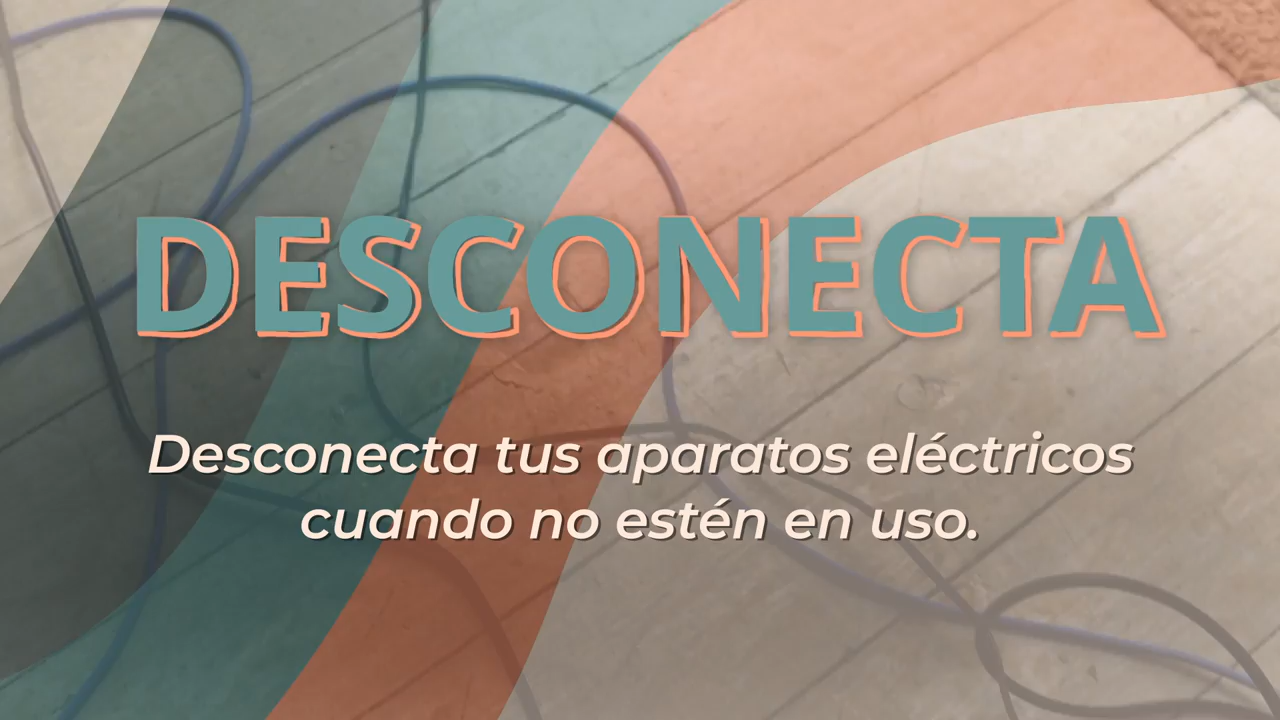 DESCONECTA
Desconecta tus aparatos eléctricos
cuando no estén en uso.